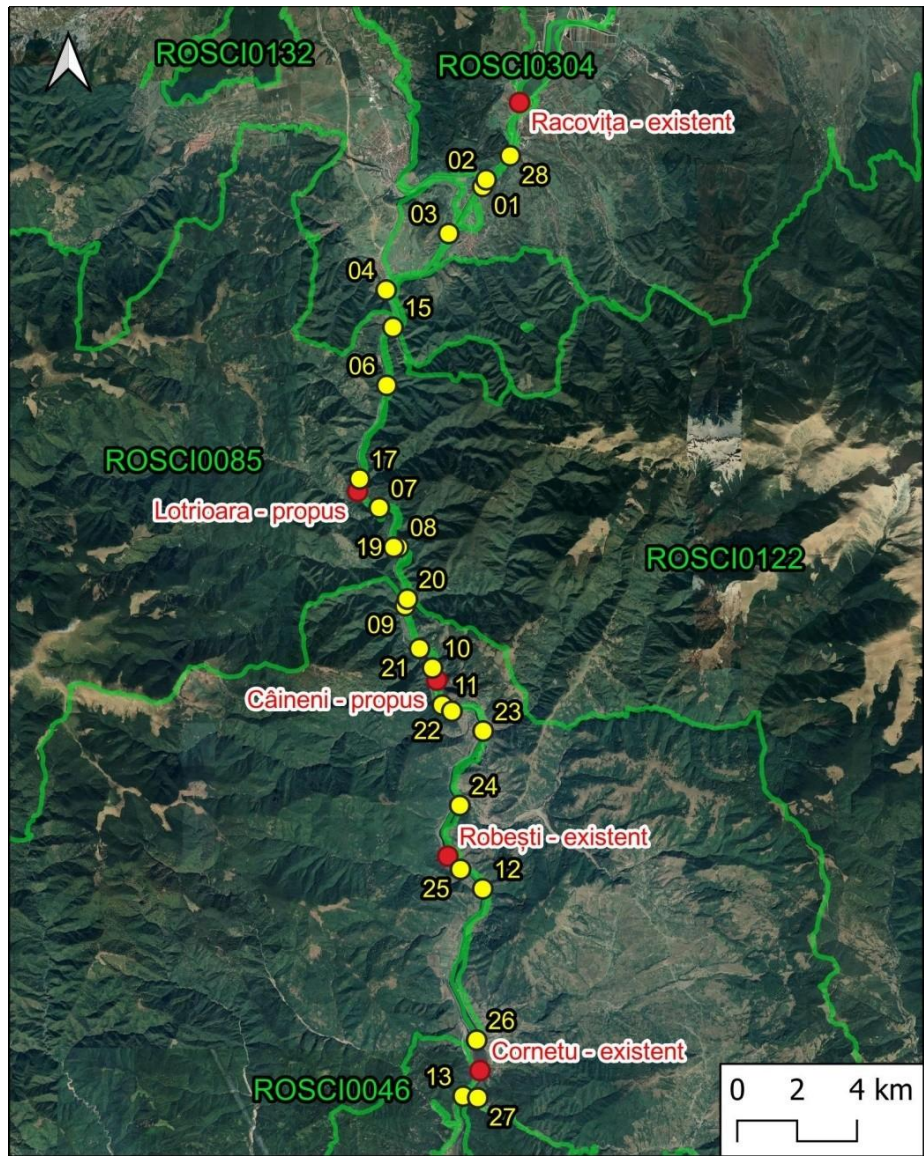 ROSCI0132
ROSCI0304
Racovița - existent
02
28
01
03
04
15
06
ROSCI0085
17
07
Lotrioara - propus
08
19
ROSCI0122
20
09
10
21
11
Câineni - propus
23
22
24
Robești - existent
12
25
26
Cornetu - existent
13
ROSCI0046
27
0 2 4 km